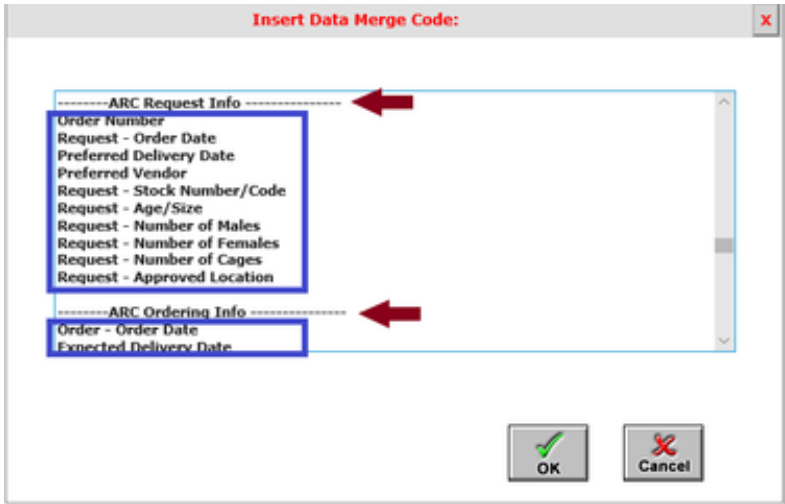 Insert Data Merge Code:
x
--------ARC Request Info ---------------
Order Number
Request - Order Date
Preferred Delivery Date
Preferred Vendor
Request - Stock Number/Code
Request - Age/Size
Request - Number of Males
Request - Number of Females
Request - Number of Cages
Request - Approved Location
--------ARC Ordering Info ---------------
Order - Order Date
Expected Delivery Date
OK
Cancel